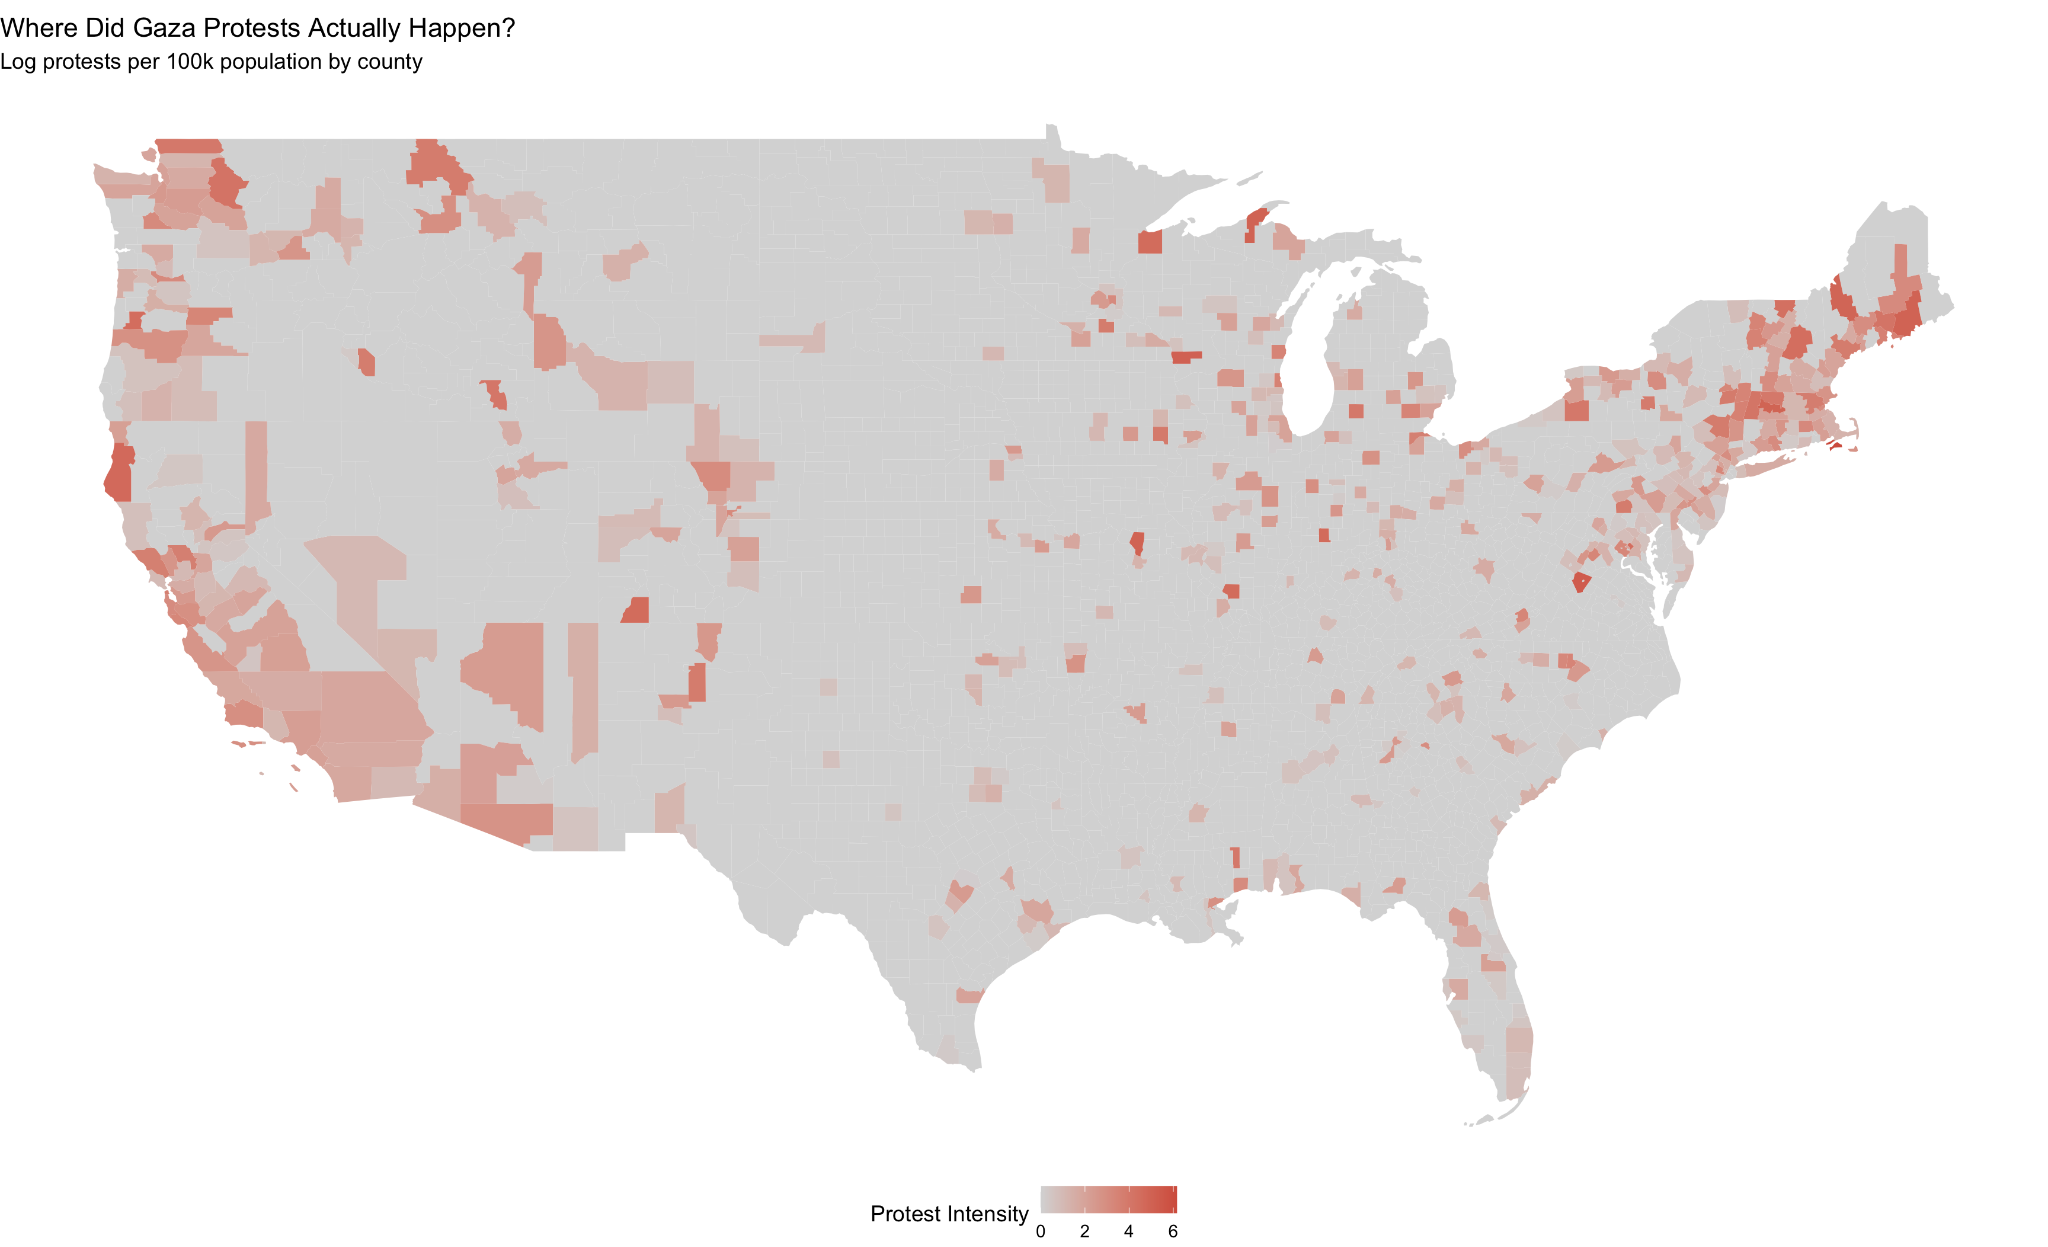 Where Did Gaza Protests Actually Happen?
Log protests per 100k population by county
Protest Intensity
0 2 4 6